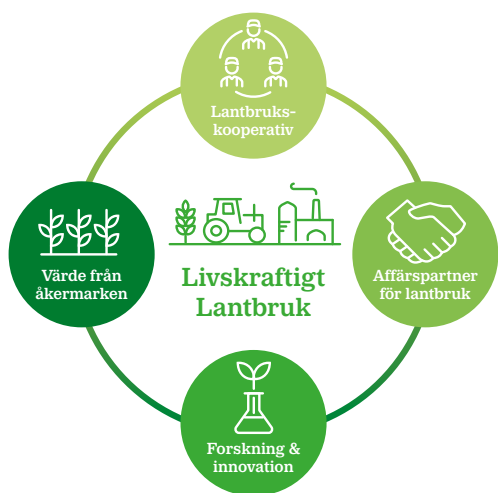 Lantbruks-
kooperativ
Värde från
åkermarken
Livskraftigt
Lantbruk
Affärspartner
för lantbruk
Forskning &
innovation